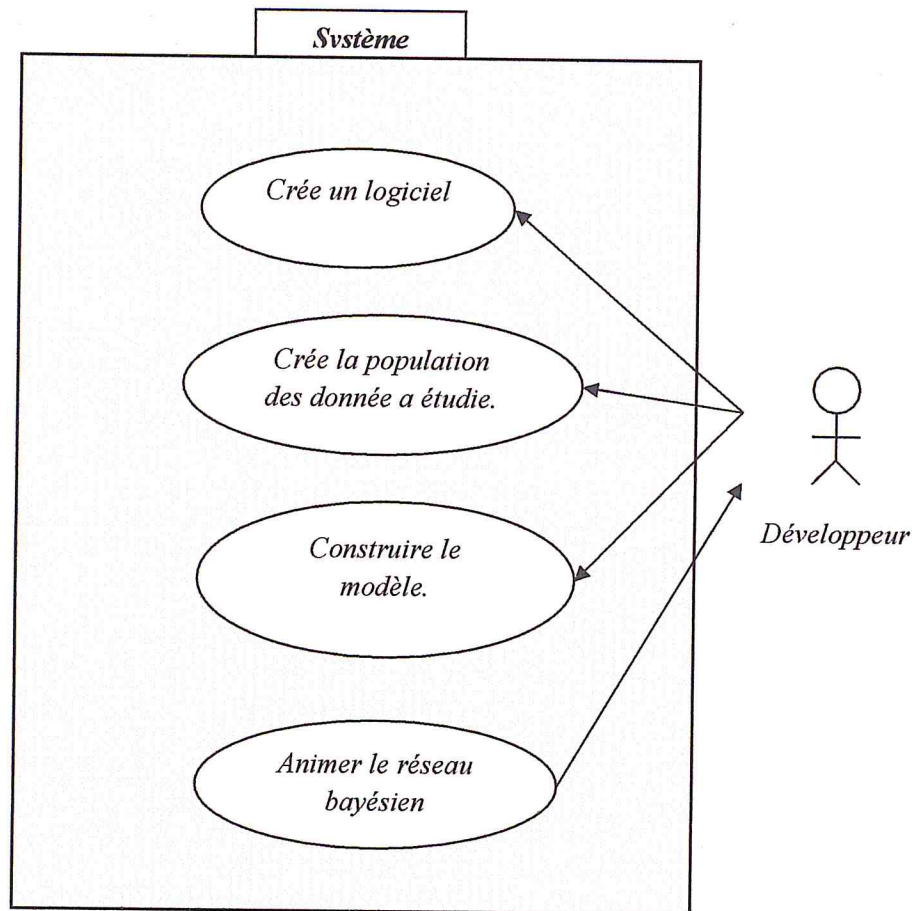 Système
Crée un logiciel
Crée la population
des donnée a étudie.
Construire le
modèle.
Animer le réseau
bayésien
Développeur